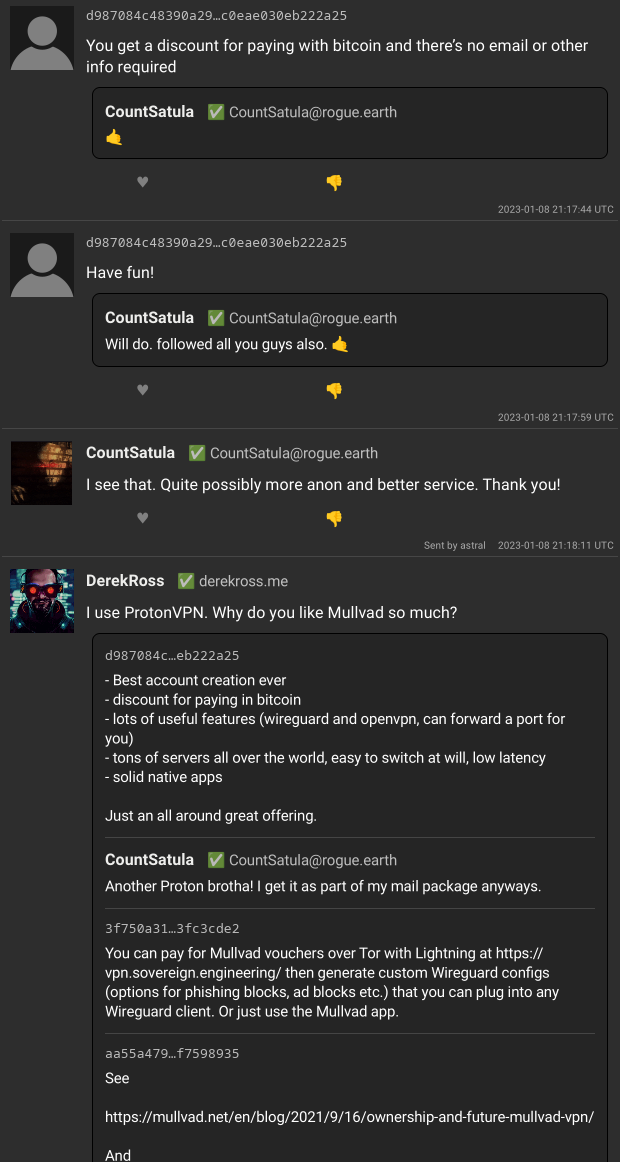 d987084c48390a29…c0eae030eb222a25
You get a discount for paying with bitcoin and there's no email or other
info required
CountSatula ✅ CountSatula@rogue.earth
🤙
♥ 👎
2023-01-08 21:17:44 UTC
d987084c48390a29…c0eae030eb222a25
Have fun!
CountSatula ✅ CountSatula@rogue.earth
Will do. followed all you guys also. 🤙
♥ 👎
2023-01-08 21:17:59 UTC
CountSatula ✅ CountSatula@rogue.earth
I see that. Quite possibly more anon and better service. Thank you!
♥ 👎
Sent by astral 2023-01-08 21:18:11 UTC
DerekRoss ✅ derekross.me
I use ProtonVPN. Why do you like Mullvad so much?
d987084c…eb222a25
- Best account creation ever
- discount for paying in bitcoin
- lots of useful features (wireguard and openvpn, can forward a port for
you)
- tons of servers all over the world, easy to switch at will, low latency
- solid native apps
Just an all around great offering.
CountSatula ✅ CountSatula@rogue.earth
Another Proton brotha! I get it as part of my mail package anyways.
3f750a31…3fc3cde2
You can pay for Mullvad vouchers over Tor with Lightning at https://
vpn.sovereign.engineering/ then generate custom Wireguard configs
(options for phishing blocks, ad blocks etc.) that you can plug into any
Wireguard client. Or just use the Mullvad app.
aa55a479…f7598935
See
https://mullvad.net/en/blog/2021/9/16/ownership-and-future-mullvad-vpn/
And